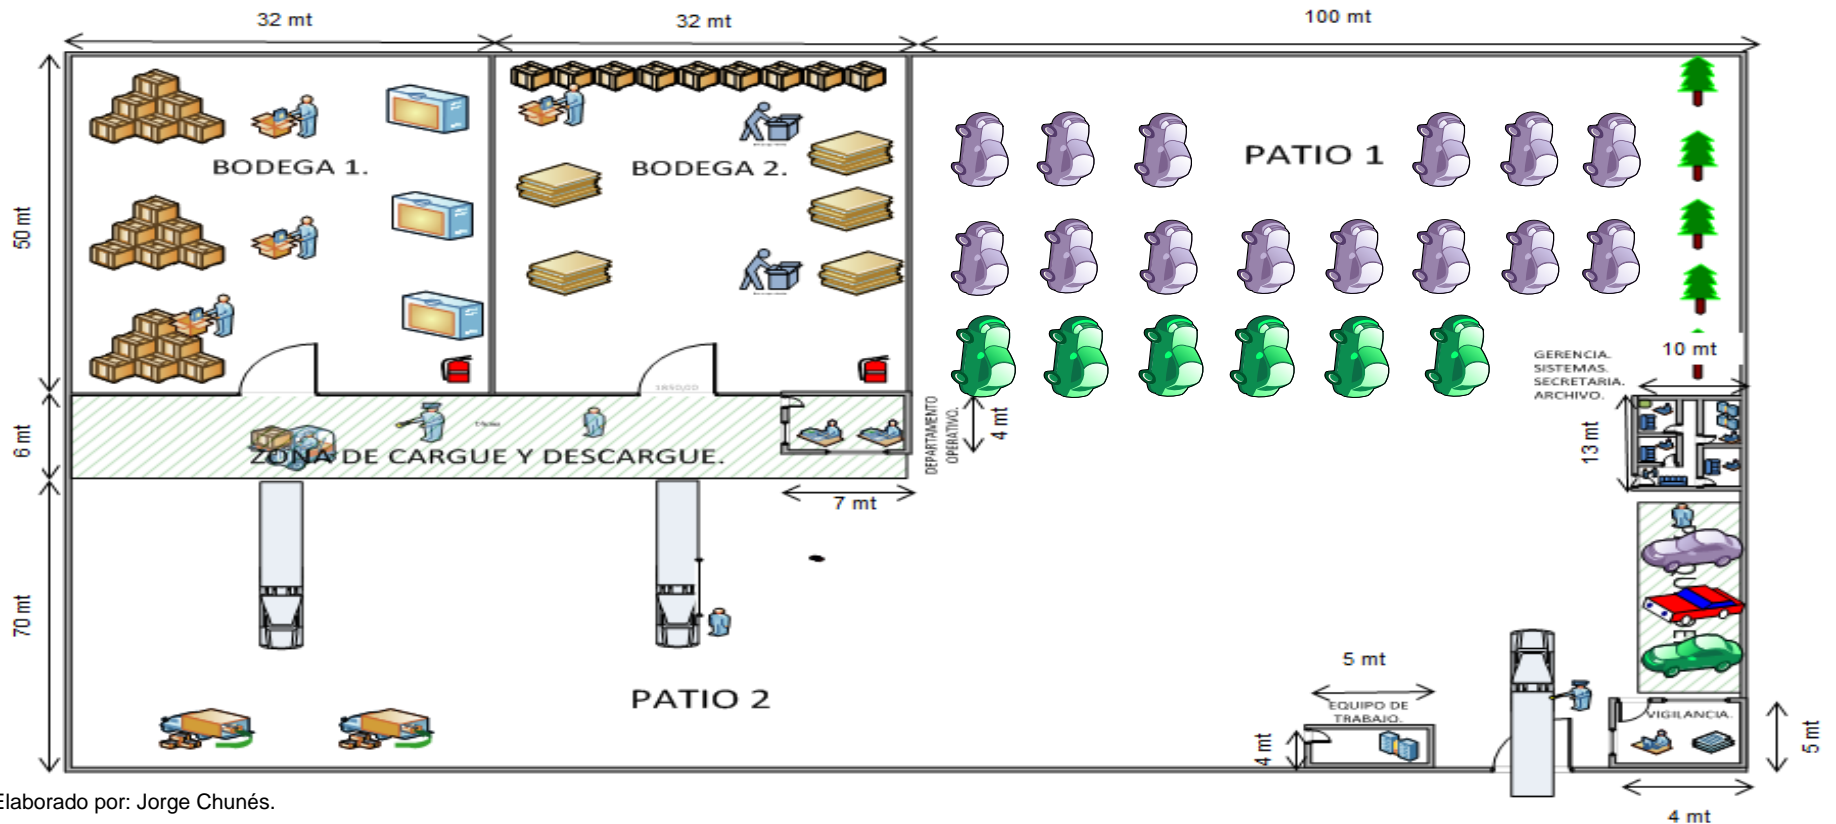 32 mt
32 mt
100 mt
BODEGA 1.
BODEGA 2.
PATIO 1
50 mt
GERENCIA.
SISTEMAS.
SECRETARIA.
ARCHIVO.
10 mt
1850,00
6 mt
ZONA DE CARGUE Y DESCARGUE.
DEPARTAMENTO
OPERATIVO.
4 mt
13 mt
7 mt
70 mt
PATIO 2
5 mt
EQUIPO DE
TRABAJO.
4 mt
VIGILANCIA.
5 mt
4 mt
Elaborado por: Jorge Chunés.